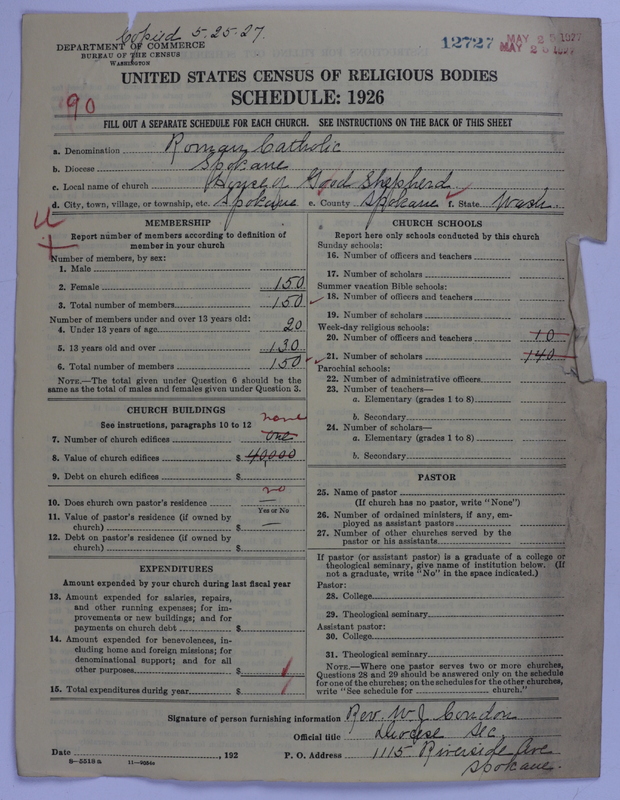 Copied 5-25-27.
DEPARTMENT OF COMMERCE
BUREAU OF THE CENSUS
WASHINGTON
12727
MAY 25 1927
MAY 26 1927
UNITED STATES CENSUS OF RELIGIOUS BODIES
SCHEDULE: 1926
90
FILL OUT A SEPARATE SCHEDULE FOR EACH CHURCH. SEE INSTRUCTIONS ON THE BACK OF THIS SHEET
a. Denomination Roman Catholic
b. Diocese Spokane
c. Local name of church House of Good Shepherd
d. City, town, village, or township, etc. Spokane e. County Spokane f. State Wash.
MEMBERSHIP
Report number of members according to definition of
member in your church
Number of members, by sex:
1. Male
2. Female 150
3. Total number of members 150
Number of members under and over 13 years old:
4. Under 13 years of age 20
5. 13 years old and over 130
6. Total number of members 150
NOTE.—The total given under Question 6 should be the
same as the total of males and females given under Question 3.
CHURCH BUILDINGS
See instructions, paragraphs 10 to 12
none
7. Number of church edifices one
8. Value of church edifices $ 40,000
9. Debt on church edifices $
no
10. Does church own pastor's residence —
Yes or No
11. Value of pastor's residence (if owned by
church) $ —
12. Debt on pastor's residence (if owned by
church) $
EXPENDITURES
Amount expended by your church during last fiscal year
13. Amount expended for salaries, repairs,
and other running expenses; for im-
provements or new buildings; and for
payments on church debt $
14. Amount expended for benevolences, in-
cluding home and foreign missions; for
denominational support; and for all
other purposes $
15. Total expenditures during year $
CHURCH SCHOOLS
Report here only schools conducted by this church
Sunday schools:
16. Number of officers and teachers
17. Number of scholars
Summer vacation Bible schools:
18. Number of officers and teachers
19. Number of scholars
Week-day religious schools:
20. Number of officers and teachers 10
21. Number of scholars 140
Parochial schools:
22. Number of administrative officers
23. Number of teachers—
a. Elementary (grades 1 to 8)
b. Secondary
24. Number of scholars—
a. Elementary (grades 1 to 8)
b. Secondary
PASTOR
25. Name of pastor
(If church has no pastor, write "None")
26. Number of ordained ministers, if any, em-
ployed as assistant pastors
27. Number of other churches served by the
pastor or his assistants
If pastor (or assistant pastor) is a graduate of a college or
theological seminary, give name of institution below. (If
not a graduate, write "No" in the space indicated.)
Pastor:
28. College
29. Theological seminary
Assistant pastor:
30. College
31. Theological seminary
NOTE.—Where one pastor serves two or more churches,
Questions 28 and 29 should be answered only on the schedule
for one of the churches; on the schedules for the other churches,
write "See schedule for church."
Signature of person furnishing information Rev. W J Condon
Official title Diocese Sec.
Date , 192 P. O. Address 1115 Riverside Ave
Spokane.
8—5518 a 11—9054a